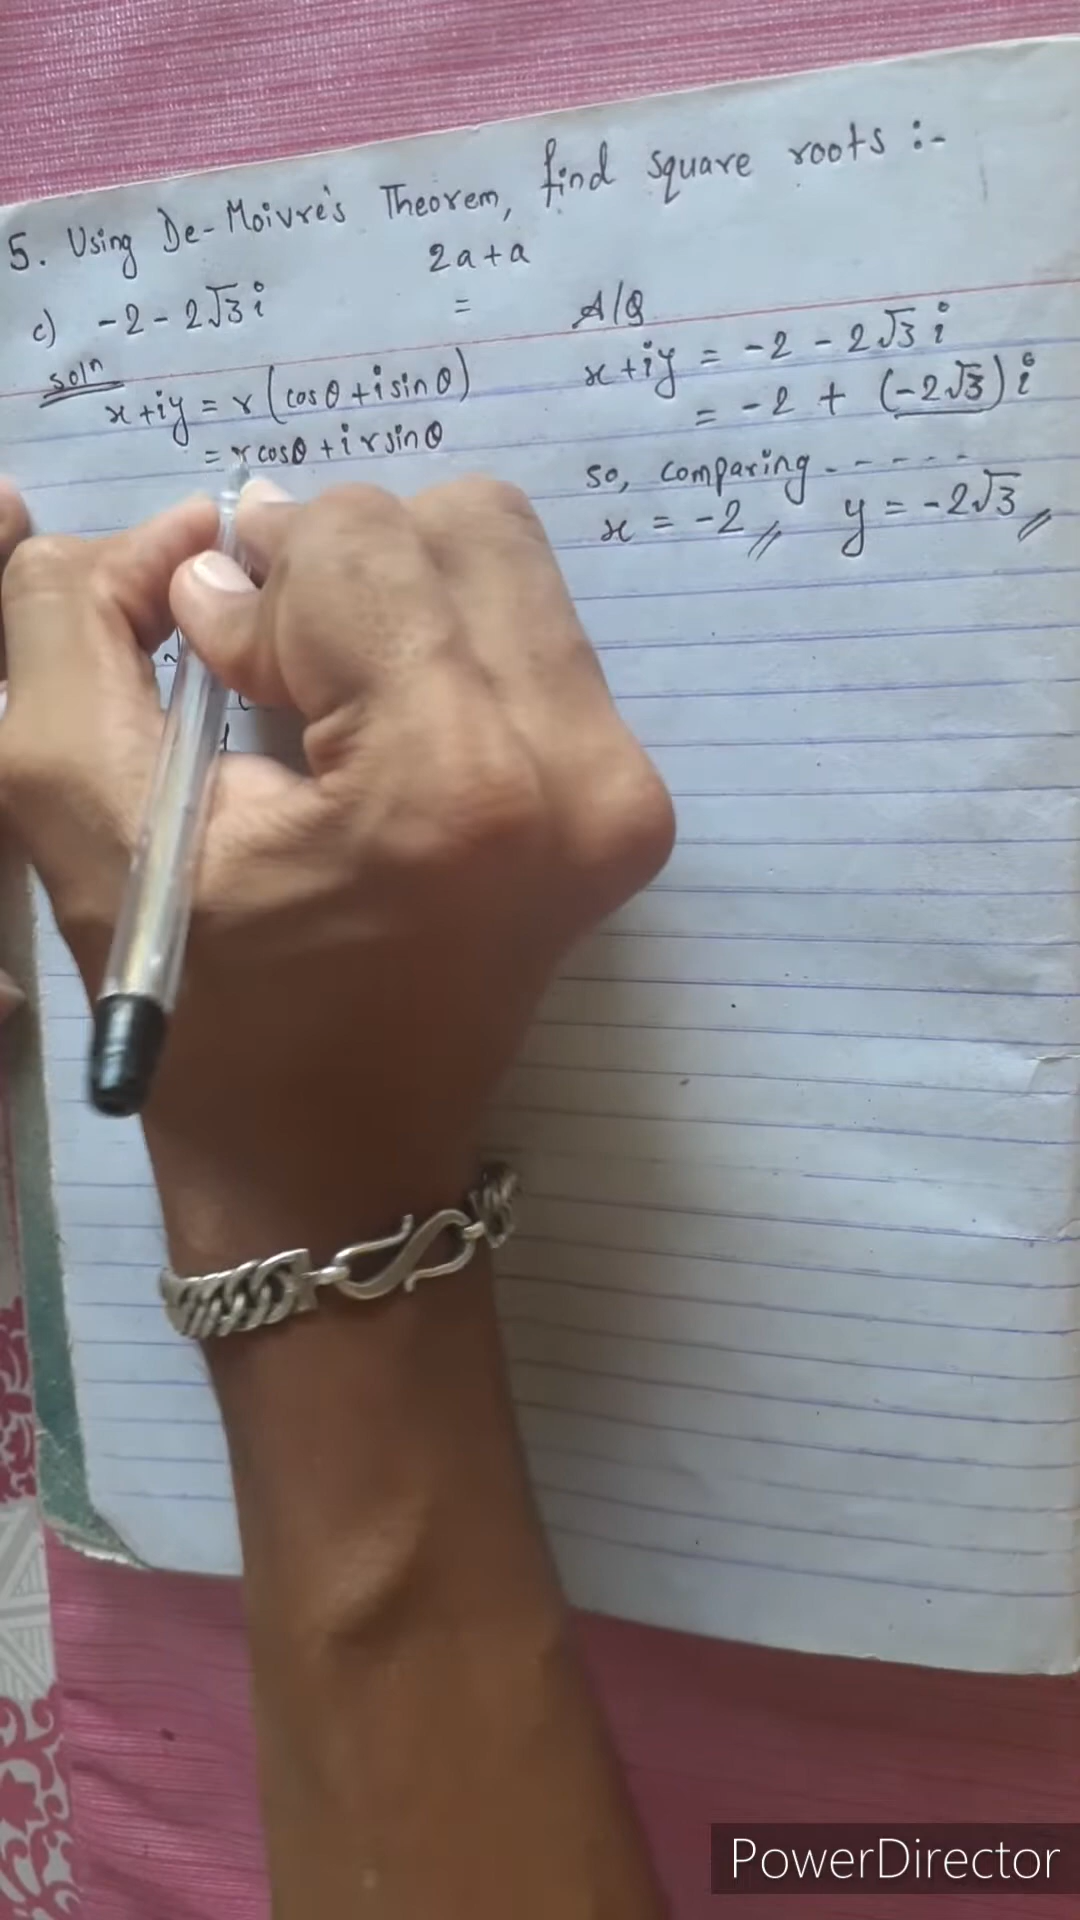 5. Using De-Moivre's Theorem, find square roots :-
2a+a
=
c) -2 - 2√3 i
soln
x+iy = r (cosθ + i sinθ)
= r cosθ + i r sinθ
A/Q
x+iy = -2 - 2√3 i
= -2 + (-2√3) i
so, comparing - - - - -
x = -2 // y = -2√3 //
PowerDirector